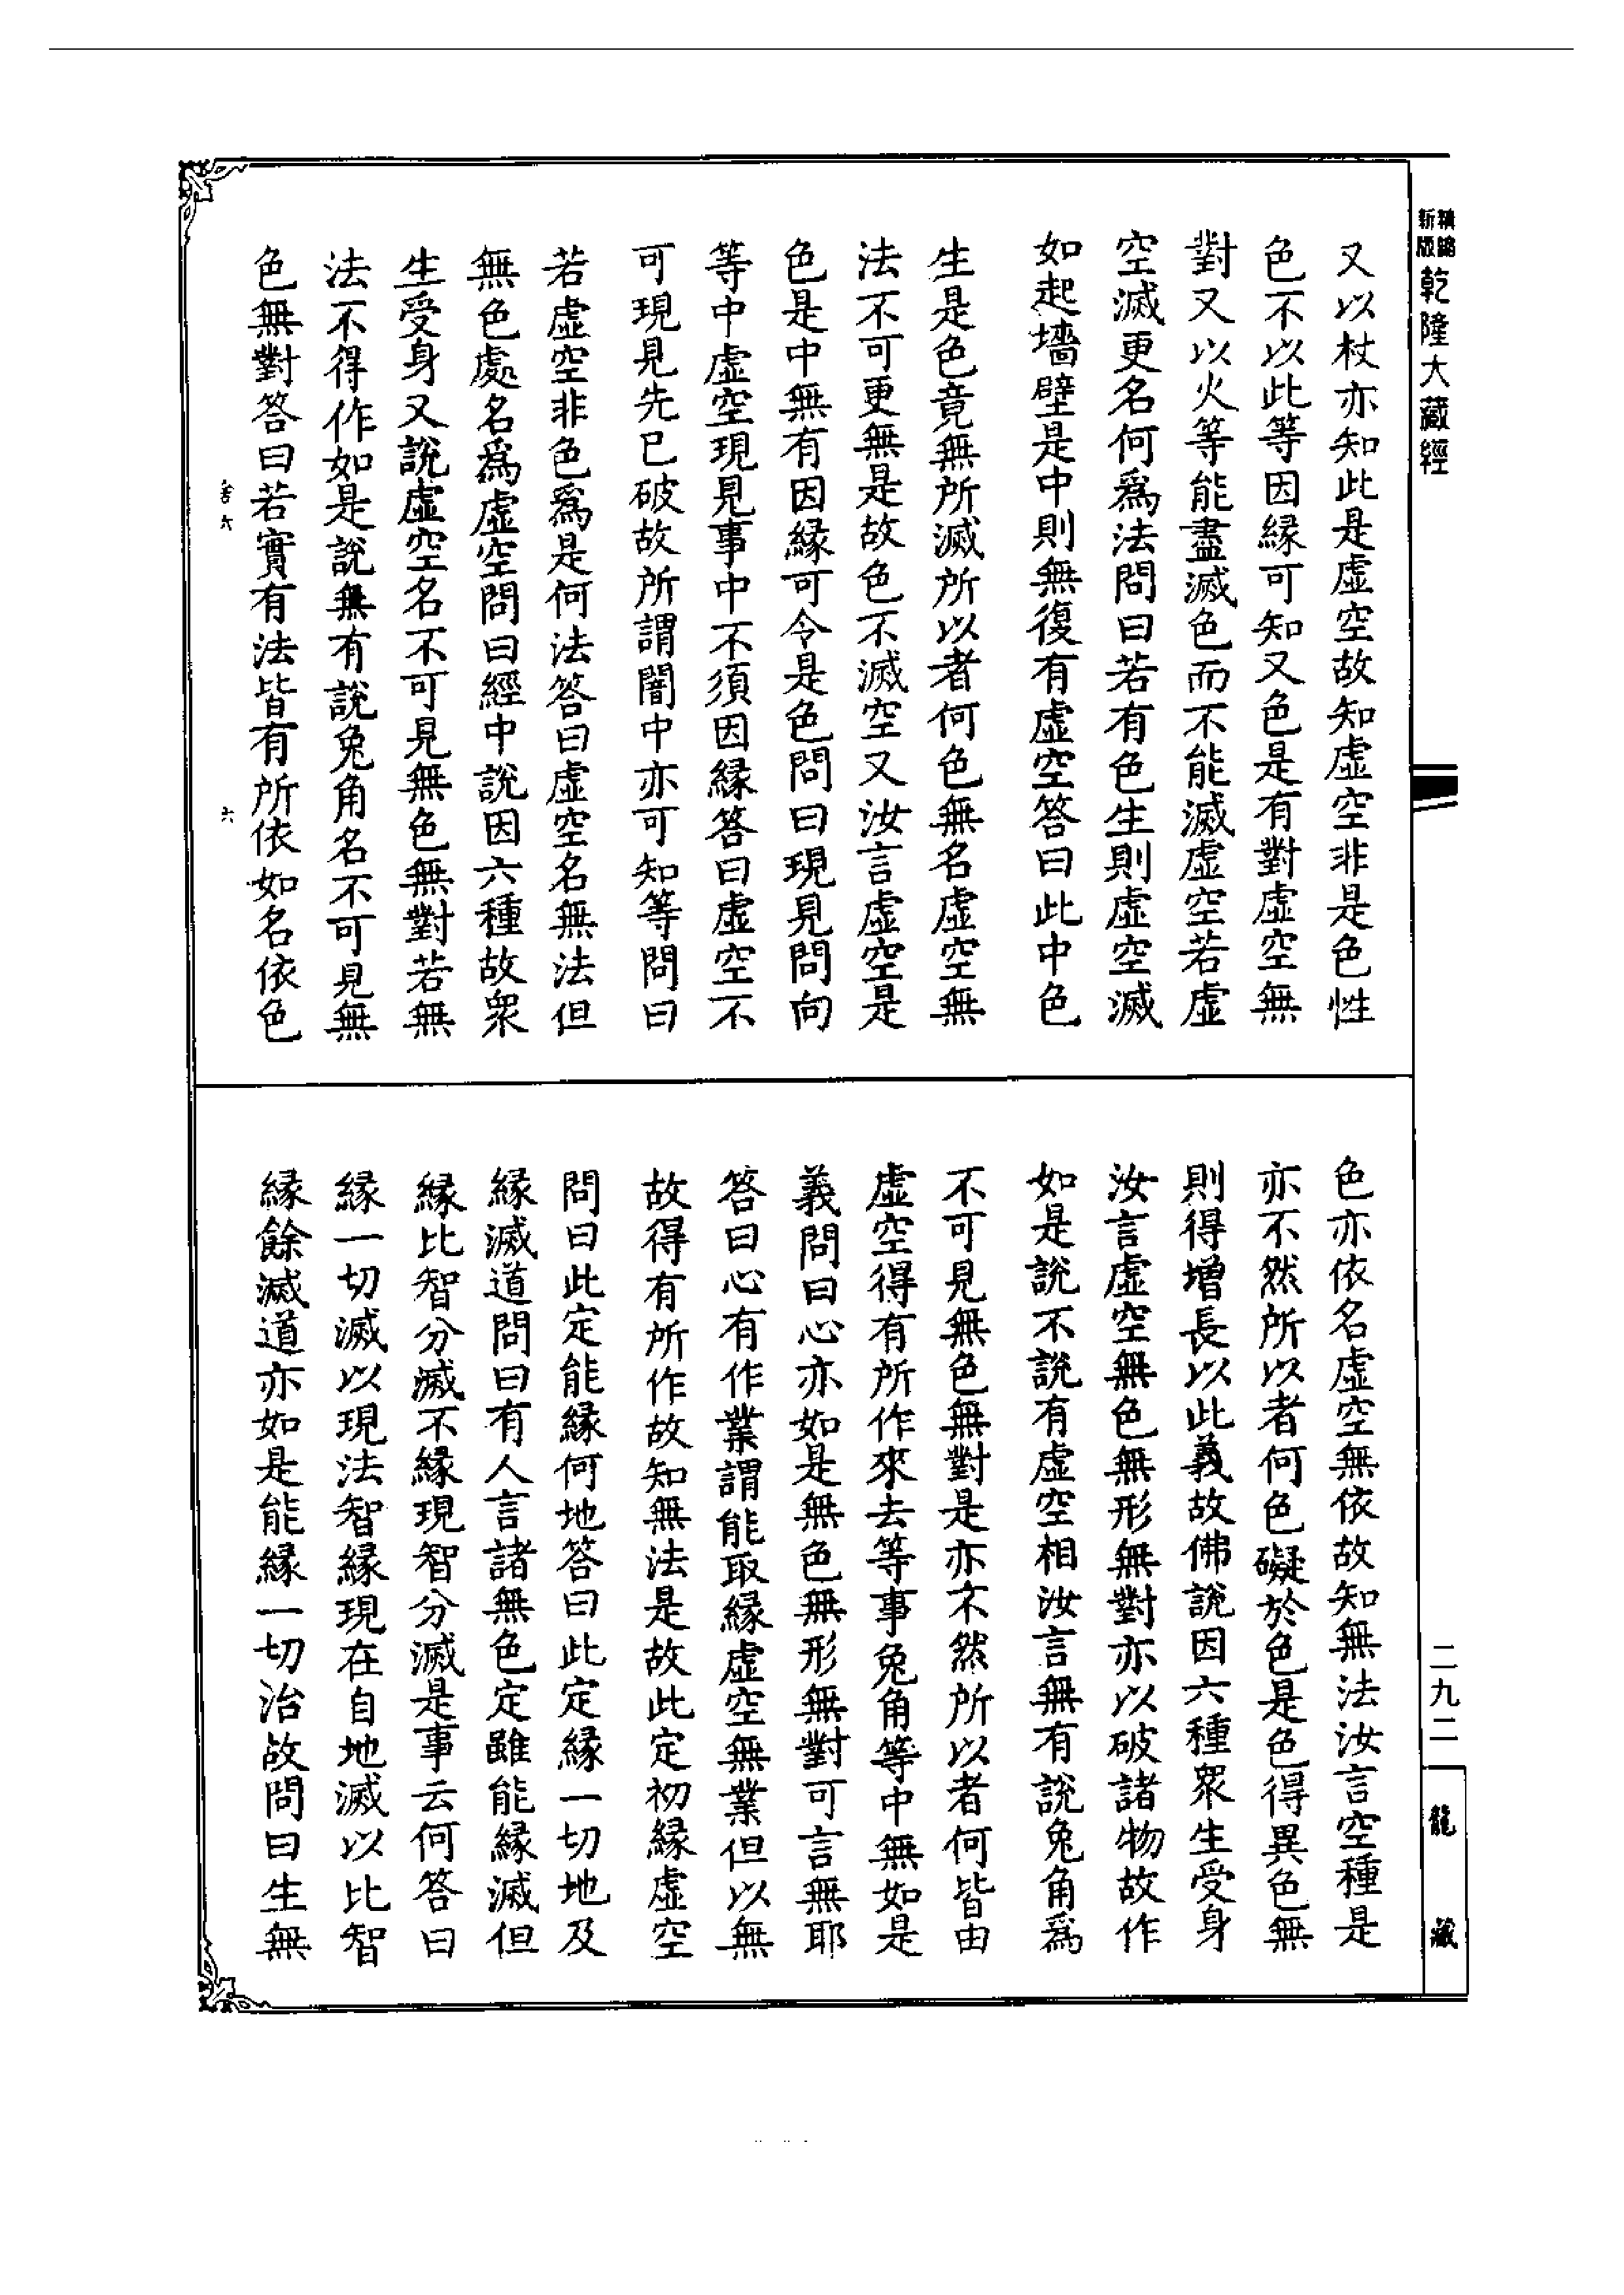 新版精縮乾隆大藏經
又以杖亦知此是虛空故知虛空非是色性
色不以此等因縁可知又色是有對虛空無
對又以火等能盡滅色而不能滅虛空若虛
空滅更名何爲法問曰若有色生則虛空滅
如起墻壁是中則無復有虛空答曰此中色
生是色竟無所滅所以者何色無名虛空無
法不可更無是故色不滅空又汝言虛空是
色是中無有因縁可令是色問曰現見問向
等中虛空現見事中不須因縁答曰虛空不
可現見先已破故所謂闇中亦可知等問曰
若虛空非色爲是何法答曰虛空名無法但
無色處名爲虛空問曰經中說因六種故衆
生受身又說虛空名不可見無色無對若無
法不得作如是說無有說兔角名不可見無
色無對答曰若實有法皆有所依如名依色
舍六
六
色亦依名虛空無依故知無法汝言空種是
亦不然所以者何色礙於色是色得異色無
則得增長以此義故佛說因六種衆生受身
汝言虛空無色無形無對亦以破諸物故作
如是說不說有虛空相汝言無有說兔角爲
不可見無色無對是亦不然所以者何皆由
虛空得有所作來去等事兔角等中無如是
義問曰心亦如是無色無形無對可言無耶
答曰心有作業謂能取縁虛空無業但以無
故得有所作故知無法是故此定初縁虛空
問曰此定能縁何地答曰此定縁一切地及
縁滅道問曰有人言諸無色定雖能縁滅但
縁比智分滅不縁現智分滅是事云何答曰
縁一切滅以現法智縁現在自地滅以比智
縁餘滅道亦如是能縁一切治故問曰生無
二九二
龍藏